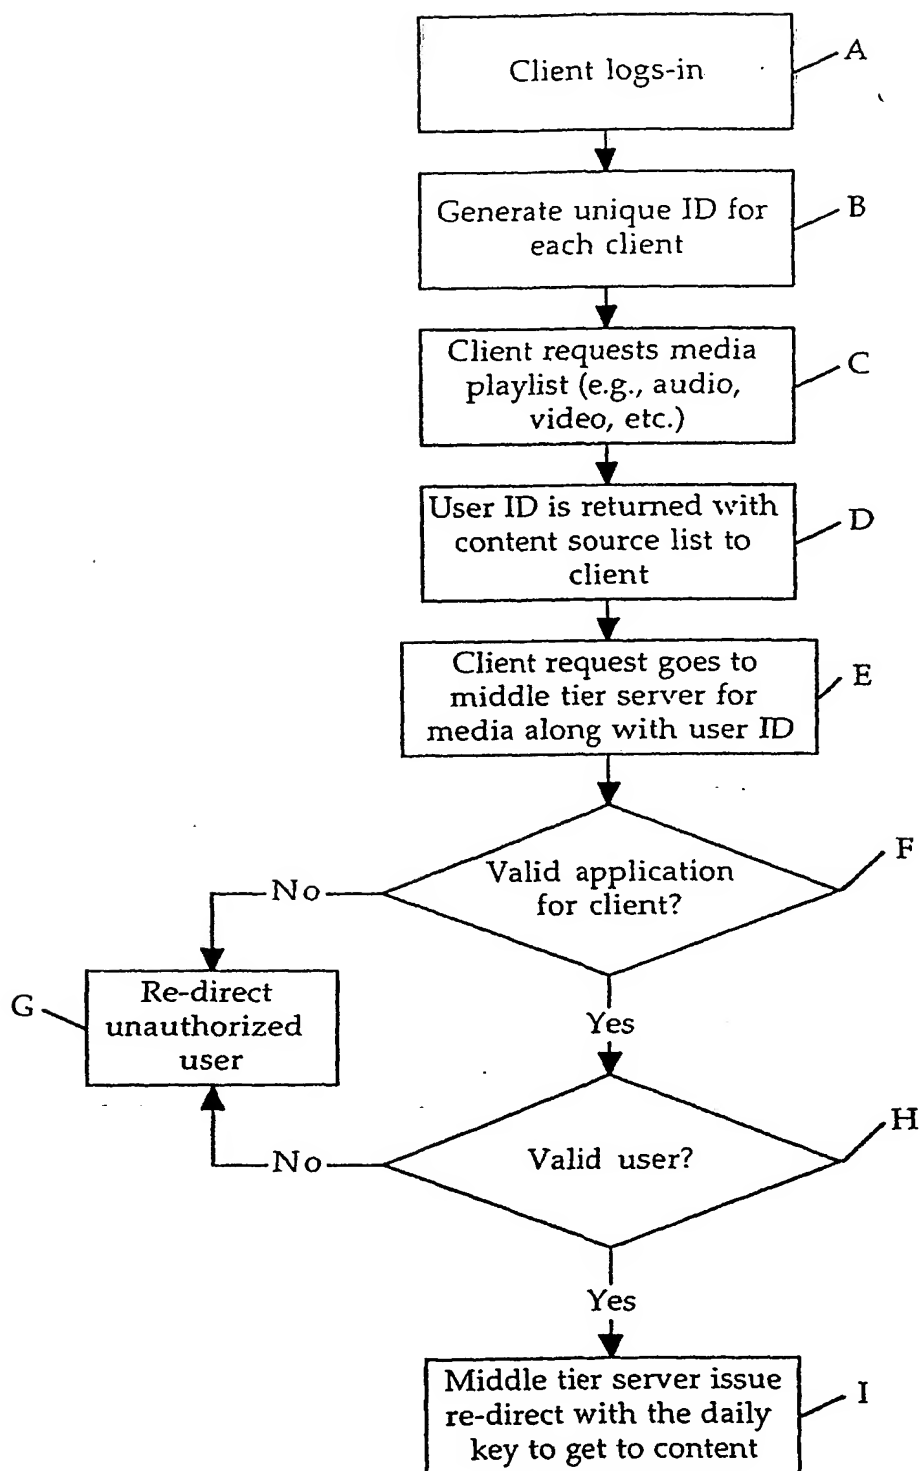 Client logs-in
A
Generate unique ID for
each client
B
Client requests media
playlist (e.g., audio,
video, etc.)
C
User ID is returned with
content source list to
client
D
Client request goes to
middle tier server for
media along with user ID
E
Valid application
for client?
F
No
Re-direct
unauthorized
user
G
Yes
Valid user?
H
No
Yes
Middle tier server issue
re-direct with the daily
key to get to content
I